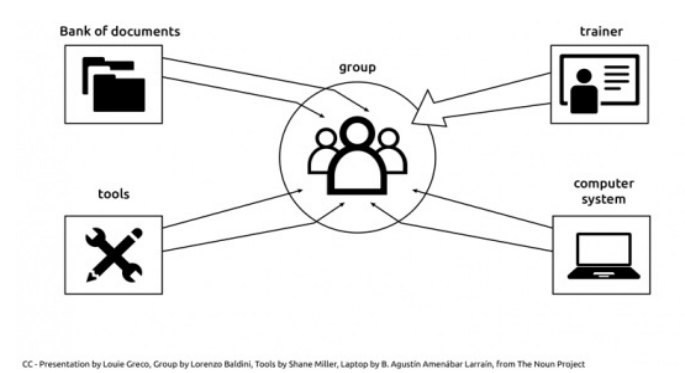 Bank of documents
trainer
group
tools
computer
system
CC - Presentation by Louie Greco, Group by Lorenzo Baldini, Tools by Shane Miller, Laptop by B. Agustín Amenábar Larraín, from The Noun Project